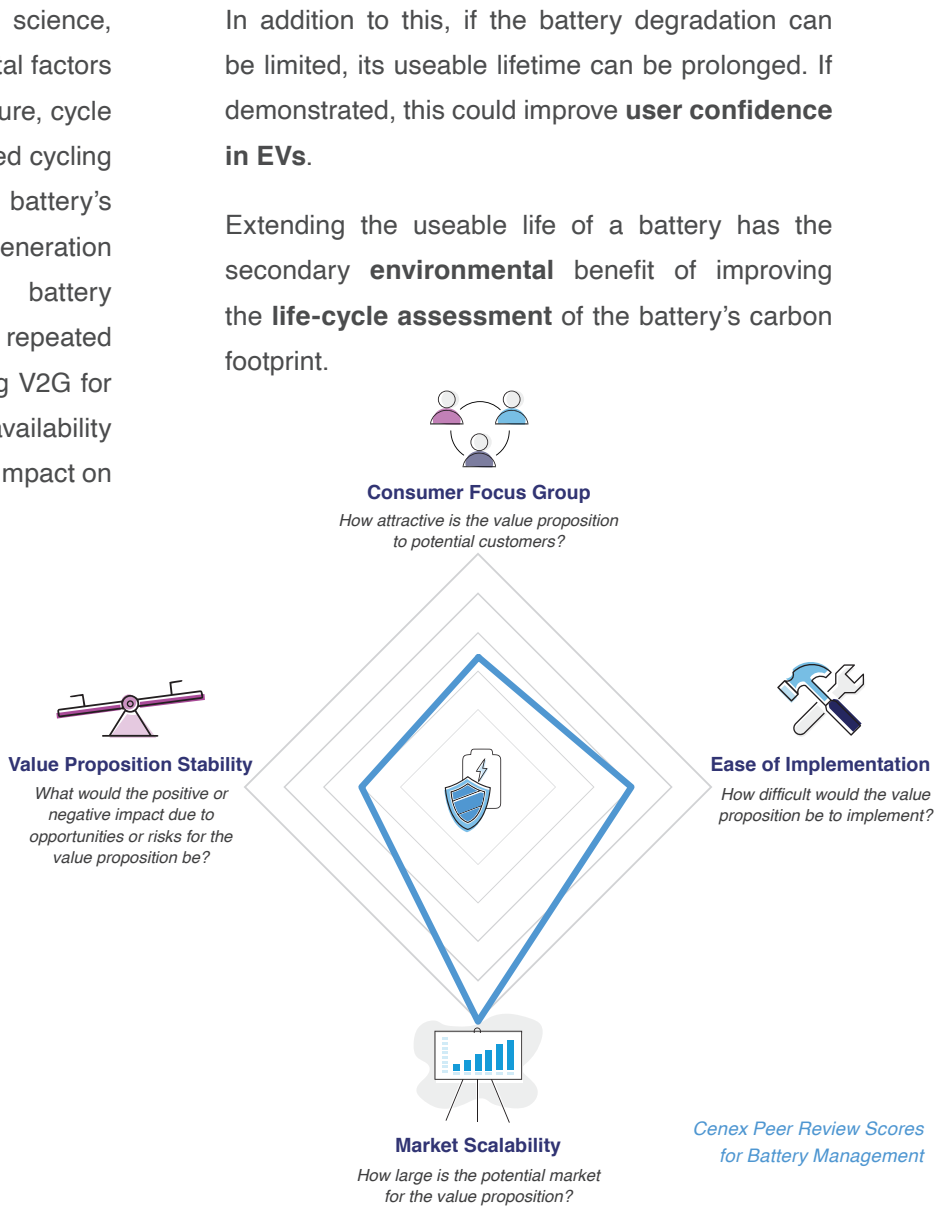 science,
tal factors
ure, cycle
ed cycling
battery's
eneration
battery
repeated
g V2G for
availability
impact on
In addition to this, if the battery degradation can
be limited, its useable lifetime can be prolonged. If
demonstrated, this could improve user confidence
in EVs.
Extending the useable life of a battery has the
secondary environmental benefit of improving
the life-cycle assessment of the battery's carbon
footprint.
Consumer Focus Group
How attractive is the value proposition
to potential customers?
Value Proposition Stability
What would the positive or
negative impact due to
opportunities or risks for the
value proposition be?
Ease of Implementation
How difficult would the value
proposition be to implement?
Market Scalability
How large is the potential market
for the value proposition?
Cenex Peer Review Scores
for Battery Management